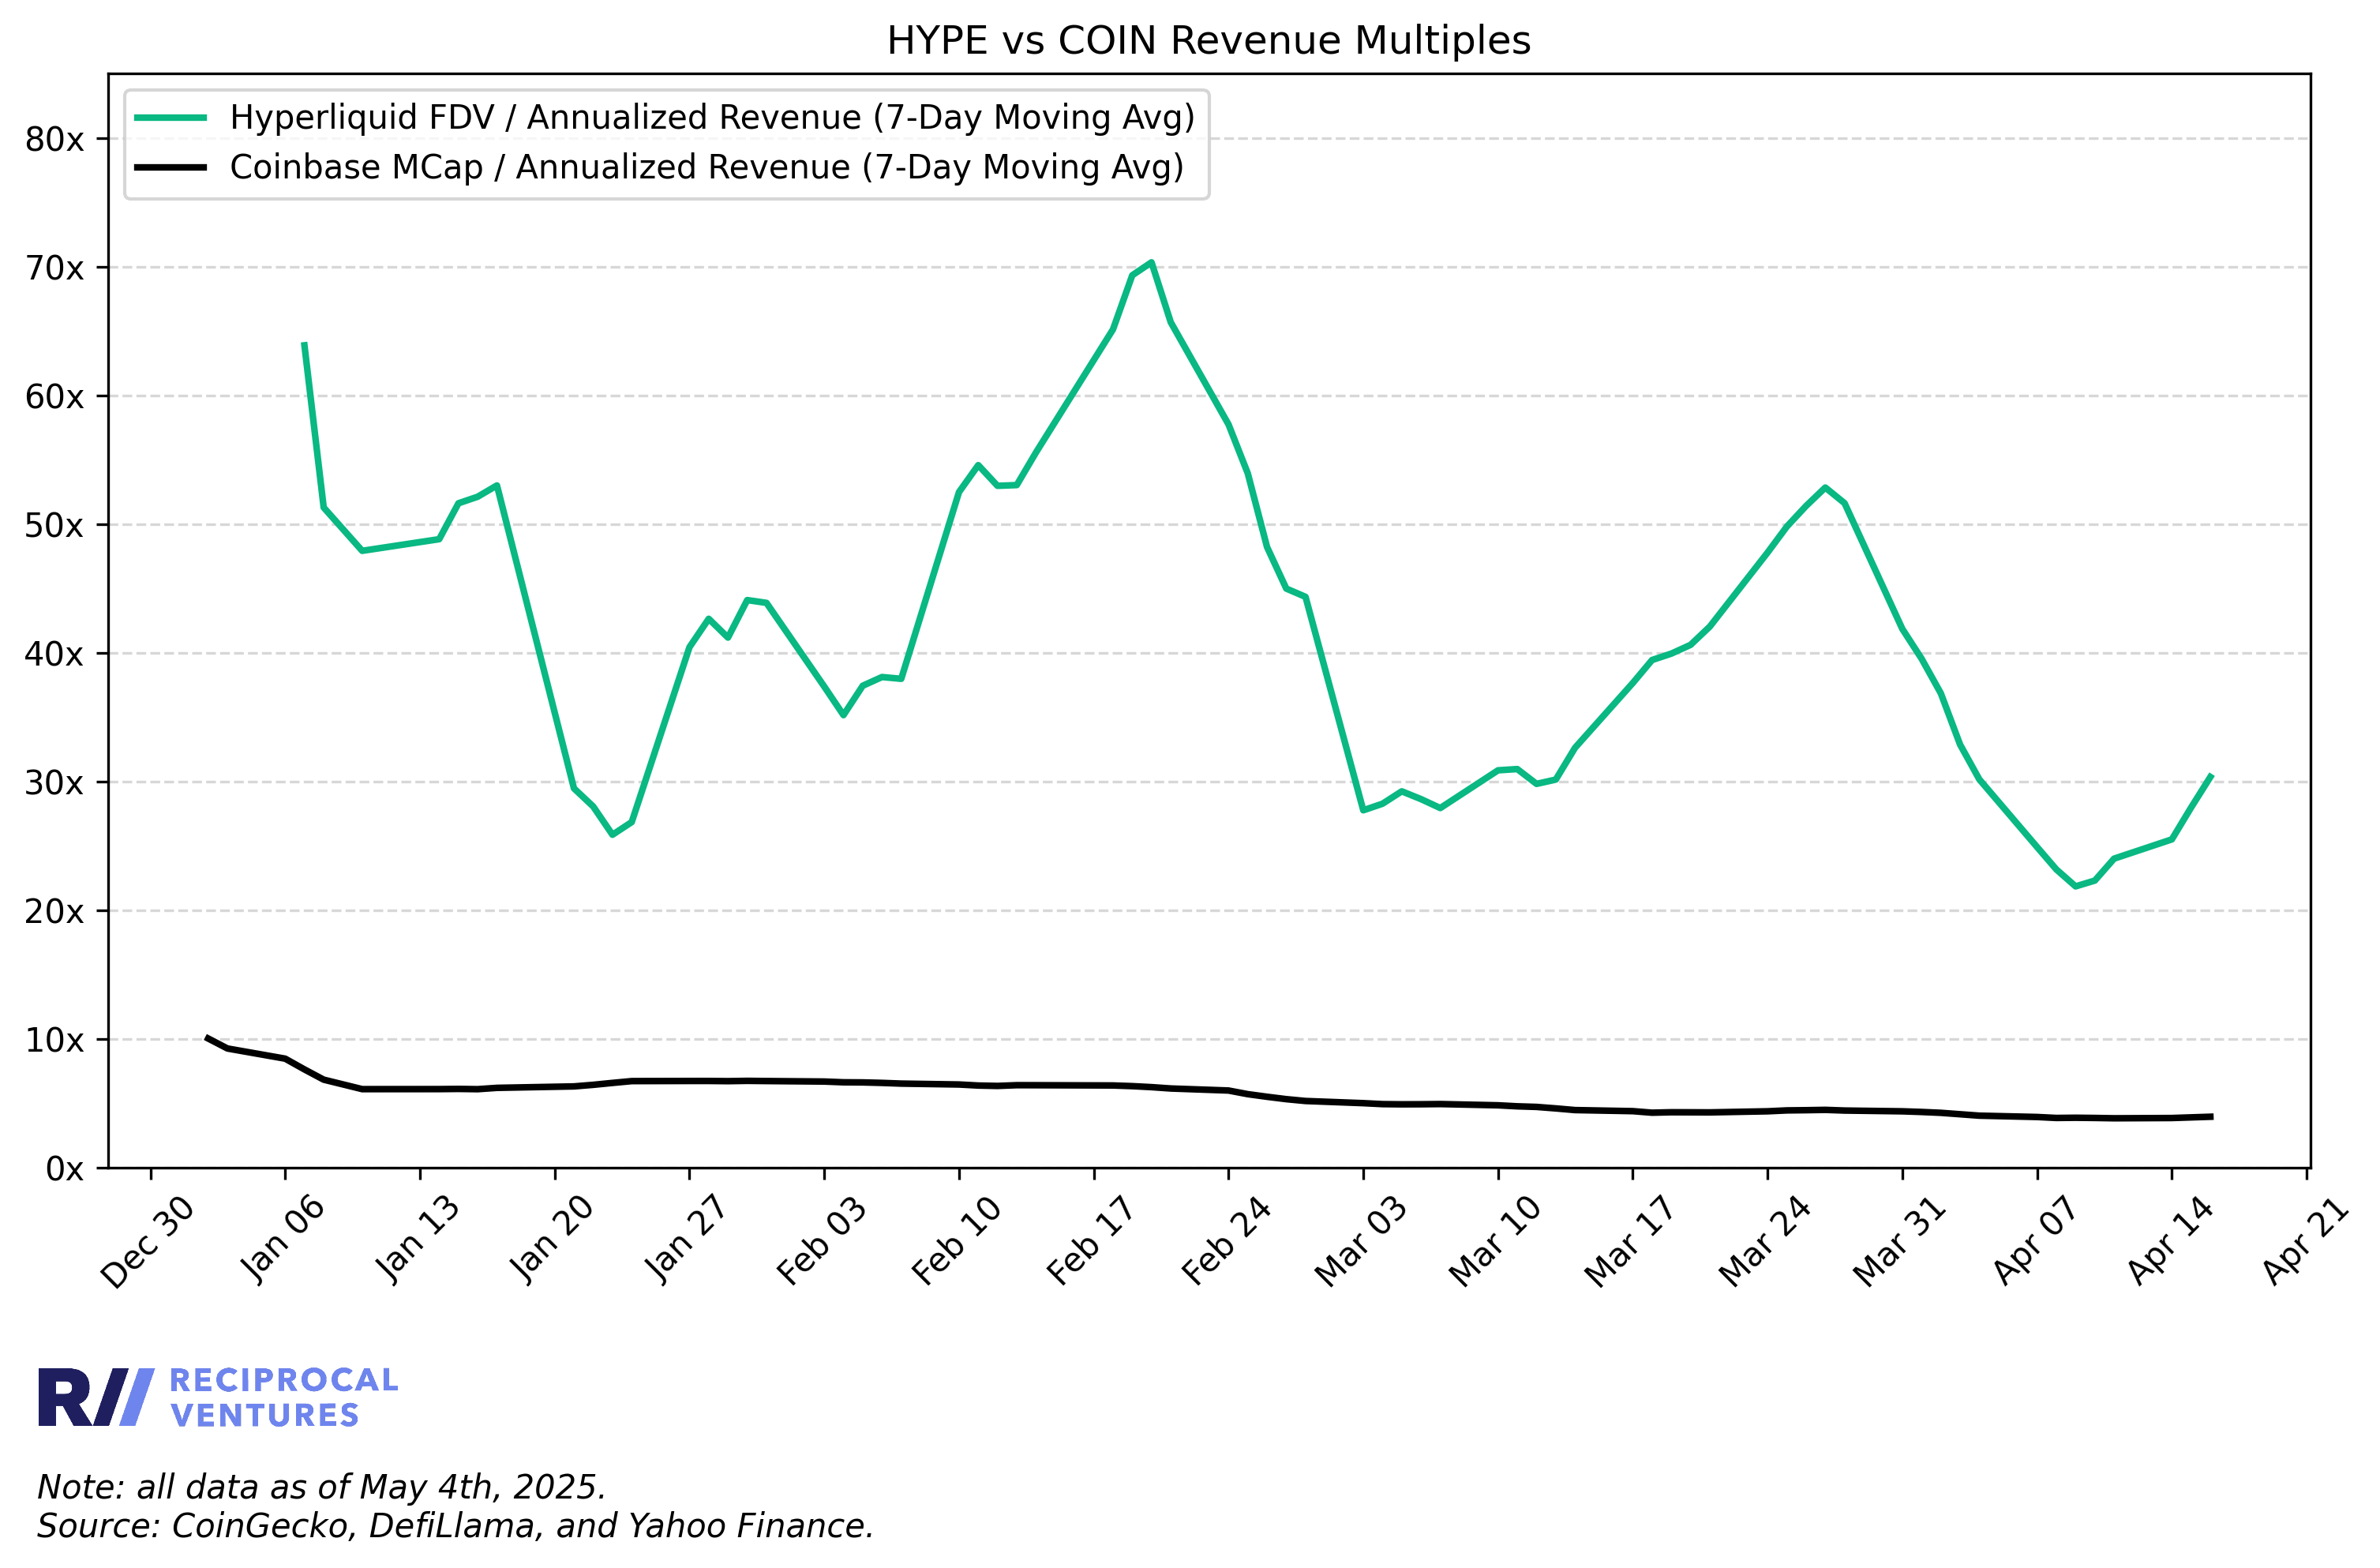 HYPE vs COIN Revenue Multiples
Hyperliquid FDV / Annualized Revenue (7-Day Moving Avg)
Coinbase MCap / Annualized Revenue (7-Day Moving Avg)
80x
70x
60x
50x
40x
30x
20x
10x
0x
Dec 30
Jan 06
Jan 13
Jan 20
Jan 27
Feb 03
Feb 10
Feb 17
Feb 24
Mar 03
Mar 10
Mar 17
Mar 24
Mar 31
Apr 07
Apr 14
Apr 21
RECIPROCAL
VENTURES
Note: all data as of May 4th, 2025.
Source: CoinGecko, DefiLlama, and Yahoo Finance.